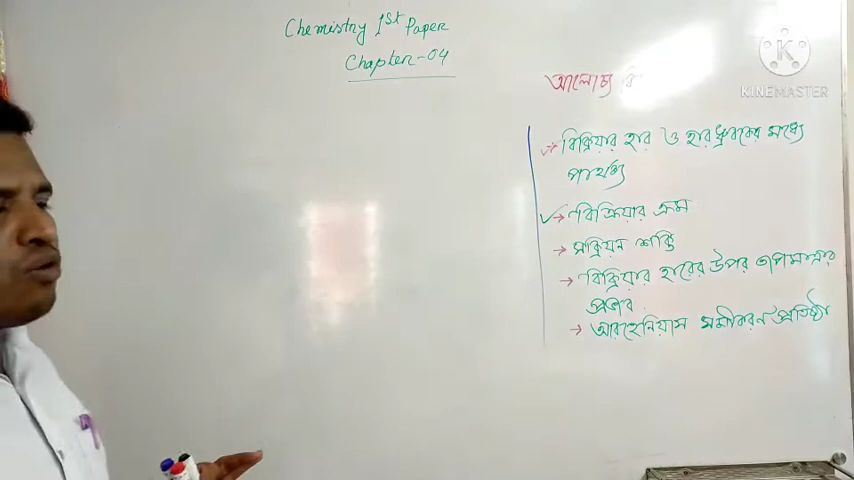 Chemistry 1st Paper
Chapter-04
আলোচ্য
K
KINEMASTER
→ বিক্রিয়ার হার ও হার ধ্রুবকের মধ্যে
পার্থক্য
→ বিক্রিয়ার ক্রম
→ সক্রিয়ন শক্তি
→ বিক্রিয়ার হারের উপর তাপমাত্রার
প্রভাব
→ আরহেনিয়াস সমীকরণ প্রতিষ্ঠা